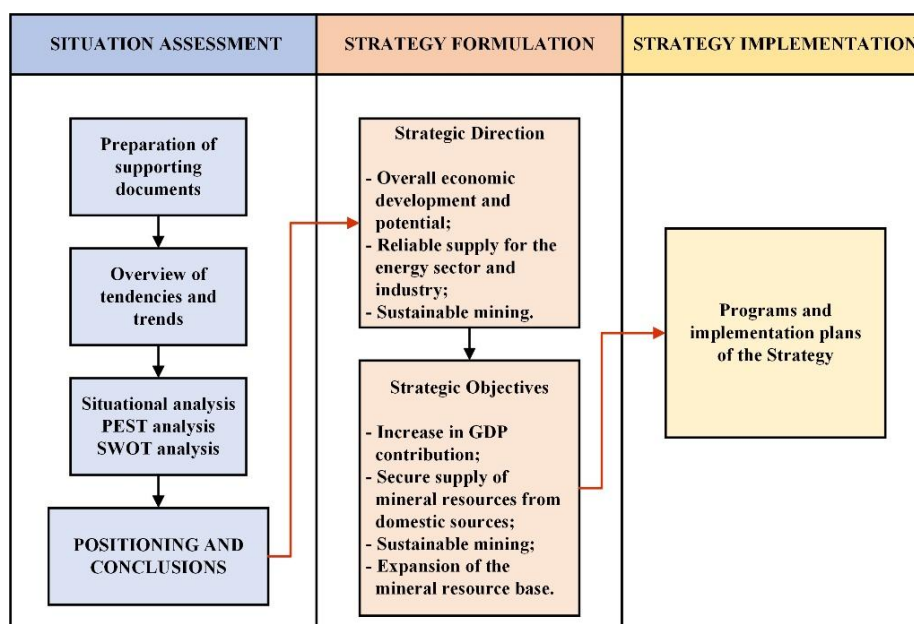 SITUATION ASSESSMENT
STRATEGY FORMULATION
STRATEGY IMPLEMENTATION
Preparation of
supporting
documents
Overview of
tendencies and
trends
Situational analysis
PEST analysis
SWOT analysis
POSITIONING AND
CONCLUSIONS
Strategic Direction
- Overall economic
development and
potential;
- Reliable supply for the
energy sector and
industry;
- Sustainable mining.
Strategic Objectives
- Increase in GDP
contribution;
- Secure supply of
mineral resources from
domestic sources;
- Sustainable mining;
- Expansion of the
mineral resource base.
Programs and
implementation plans
of the Strategy